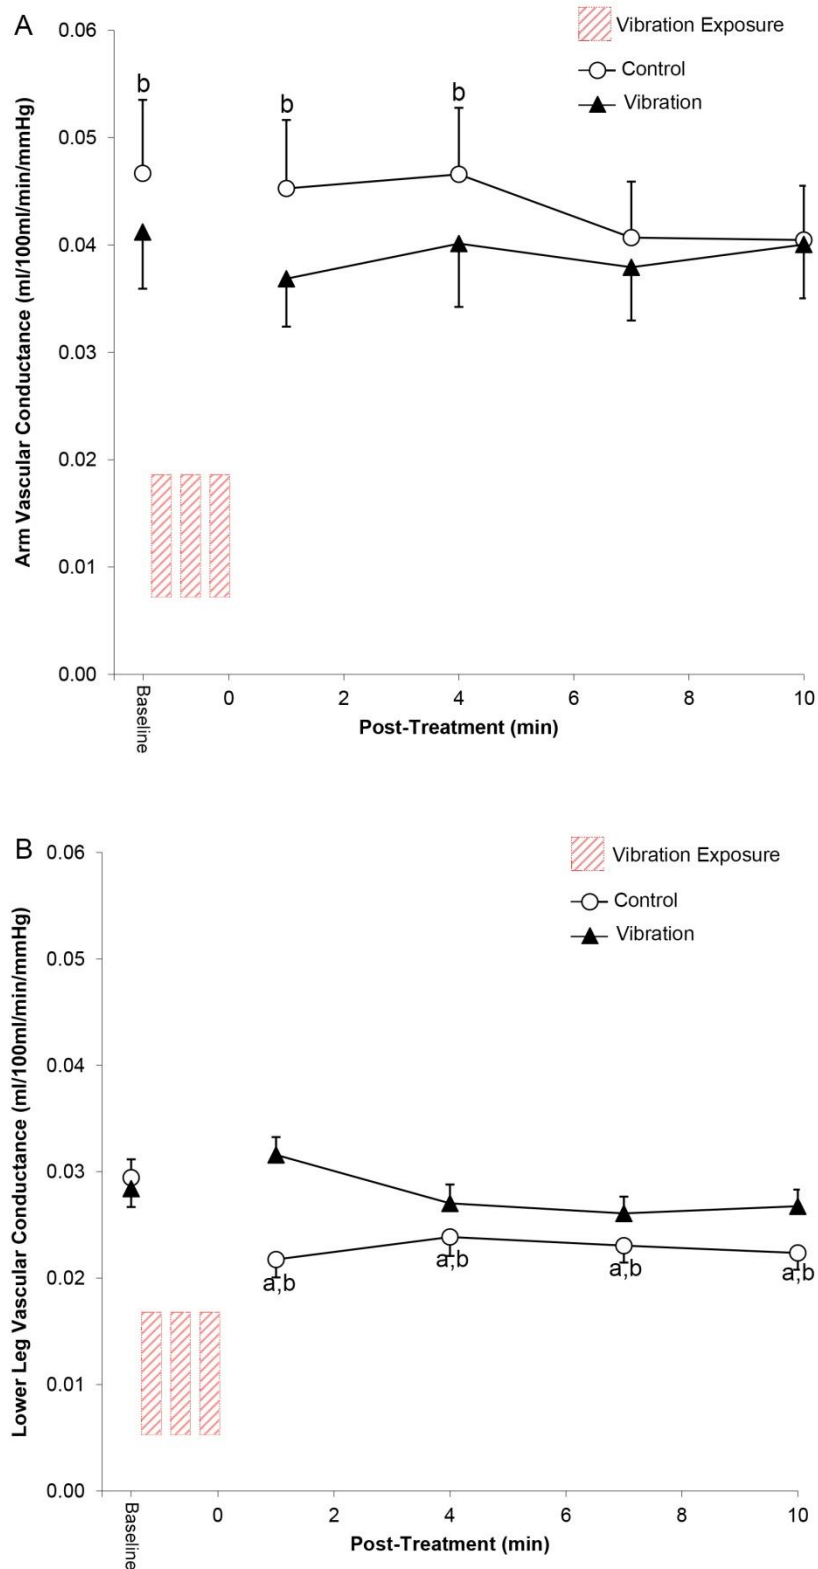 A
Vibration Exposure
Control
Vibration
Arm Vascular Conductance (ml/100ml/min/mmHg)
0.06
0.05
0.04
0.03
0.02
0.01
0.00
b
b
b
Baseline
0
2
4
6
8
10
Post-Treatment (min)
B
Vibration Exposure
Control
Vibration
Lower Leg Vascular Conductance (ml/100ml/min/mmHg)
0.06
0.05
0.04
0.03
0.02
0.01
0.00
a,b
a,b
a,b
a,b
Baseline
0
2
4
6
8
10
Post-Treatment (min)